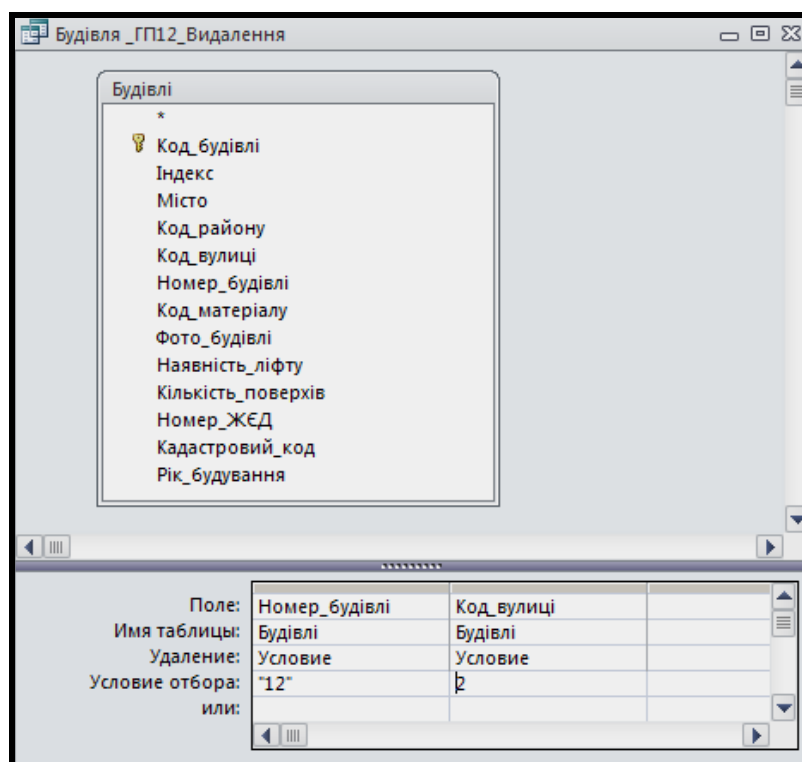 Будівля _ГП12_Видалення
Будівлі
*
Код_будівлі
Індекс
Місто
Код_району
Код_вулиці
Номер_будівлі
Код_матеріалу
Фото_будівлі
Наявність_ліфту
Кількість_поверхів
Номер_ЖЄД
Кадастровий_код
Рік_будування
Поле: Номер_будівлі Код_вулиці
Имя таблицы: Будівлі Будівлі
Удаление: Условие Условие
Условие отбора: "12" 2
или: